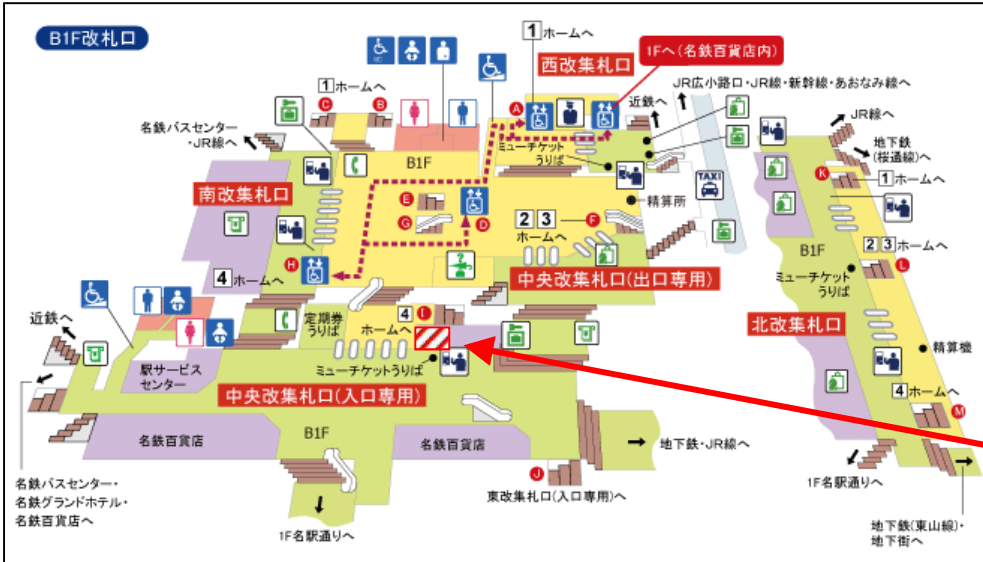 B1F改札口
1 ホームへ
西改集札口
1Fへ(名鉄百貨店内)
JR広小路口・JR線・新幹線・あおなみ線へ
近鉄へ
1 ホームへ
C
B
A
名鉄バスセンター
・JR線へ
B1F
ミューチケット
うりば
TAXI
JR線へ
地下鉄
(桜通線)へ
K
1 ホームへ
南改集札口
E
G
D
精算所
2 3
ホームへ
F
H
4
ホームへ
中央改集札口(出口専用)
B1F
2 3
ホームへ
L
ミューチケット
うりば
北改集札口
精算機
4 ホームへ
M
近鉄へ
定期券
うりば
4
ホームへ
ミューチケットうりば
駅サービス
センター
中央改集札口(入口専用)
名鉄百貨店
B1F
名鉄百貨店
地下鉄・JR線へ
J
東改集札口(入口専用)へ
名鉄バスセンター・
名鉄グランドホテル・
名鉄百貨店へ
1F名駅通りへ
1F名駅通りへ
地下鉄(東山線)・
地下街へ